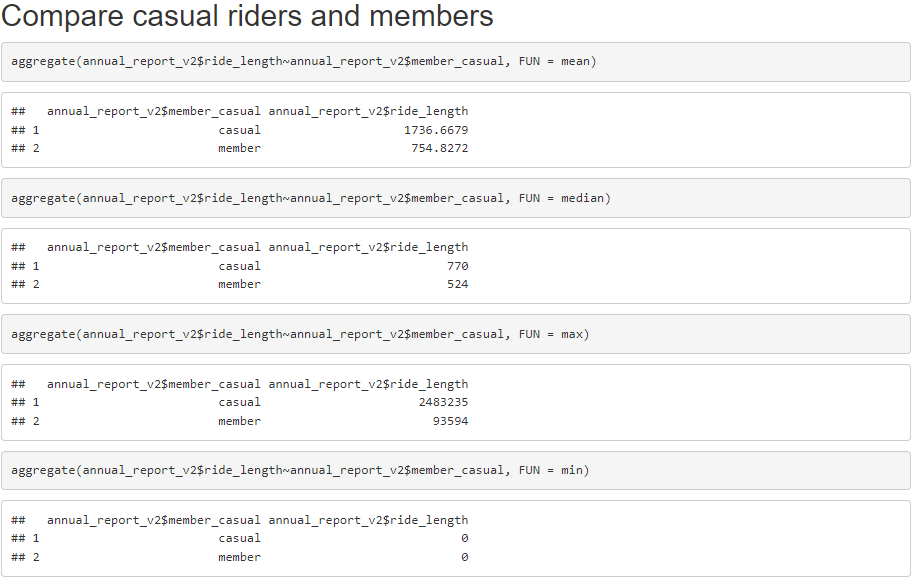 Compare casual riders and members
aggregate(annual_report_v2$ride_length~annual_report_v2$member_casual, FUN = mean)
##   annual_report_v2$member_casual annual_report_v2$ride_length
## 1                         casual                    1736.6679
## 2                         member                     754.8272
aggregate(annual_report_v2$ride_length~annual_report_v2$member_casual, FUN = median)
##   annual_report_v2$member_casual annual_report_v2$ride_length
## 1                         casual                          770
## 2                         member                          524
aggregate(annual_report_v2$ride_length~annual_report_v2$member_casual, FUN = max)
##   annual_report_v2$member_casual annual_report_v2$ride_length
## 1                         casual                      2483235
## 2                         member                        93594
aggregate(annual_report_v2$ride_length~annual_report_v2$member_casual, FUN = min)
##   annual_report_v2$member_casual annual_report_v2$ride_length
## 1                         casual                            0
## 2                         member                            0